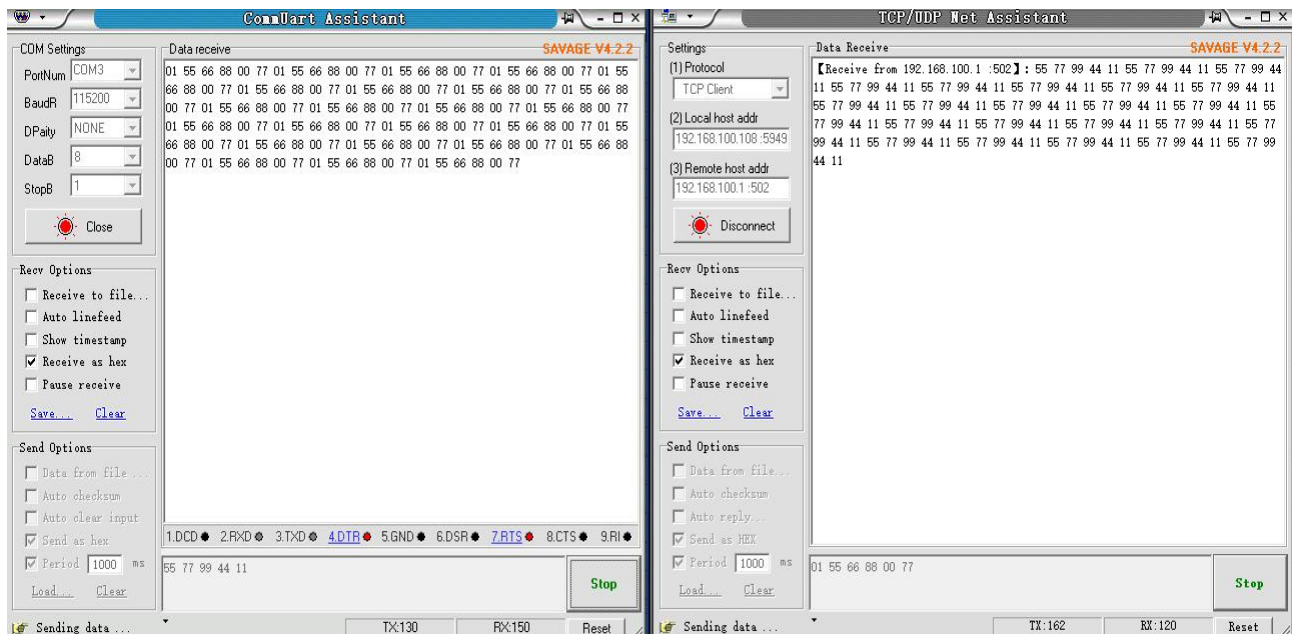 CommUart Assistant
COM Settings
PortNum COM3
BaudR 115200
DPaity NONE
DataB 8
StopB 1
Close
Recv Options
Receive to file...
Auto linefeed
Show timestamp
Receive as hex
Pause receive
Save... Clear
Send Options
Data from file ...
Auto checksum
Auto clear input
Send as hex
Period 1000 ms
Load... Clear
Data receive SAVAGE V4.2.2
01 55 66 88 00 77 01 55 66 88 00 77 01 55 66 88 00 77 01 55 66 88 00 77 01 55
66 88 00 77 01 55 66 88 00 77 01 55 66 88 00 77 01 55 66 88 00 77 01 55 66 88
00 77 01 55 66 88 00 77 01 55 66 88 00 77 01 55 66 88 00 77 01 55 66 88 00 77
01 55 66 88 00 77 01 55 66 88 00 77 01 55 66 88 00 77 01 55 66 88 00 77 01 55
66 88 00 77 01 55 66 88 00 77 01 55 66 88 00 77 01 55 66 88 00 77 01 55 66 88
00 77 01 55 66 88 00 77 01 55 66 88 00 77 01 55 66 88 00 77
1.DCD 2.RXD 3.TXD 4.DTR 5.GND 6.DSR 7.RTS 8.CTS 9.RI
55 77 99 44 11
Stop
Sending data ... TX:130 RX:150 Reset
TCP/UDP Net Assistant
Settings
(1) Protocol
TCP Client
(2) Local host addr
192.168.100.108 :5949
(3) Remote host addr
192.168.100.1 :502
Disconnect
Recv Options
Receive to file...
Auto linefeed
Show timestamp
Receive as hex
Pause receive
Save... Clear
Send Options
Data from file...
Auto checksum
Auto reply...
Send as HEX
Period 1000 ms
Load... Clear
Data Receive SAVAGE V4.2.2
【Receive from 192.168.100.1 :502】: 55 77 99 44 11 55 77 99 44 11 55 77 99 44
11 55 77 99 44 11 55 77 99 44 11 55 77 99 44 11 55 77 99 44 11 55 77 99 44 11
55 77 99 44 11 55 77 99 44 11 55 77 99 44 11 55 77 99 44 11 55 77 99 44 11 55
77 99 44 11 55 77 99 44 11 55 77 99 44 11 55 77 99 44 11 55 77 99 44 11 55 77
99 44 11 55 77 99 44 11 55 77 99 44 11 55 77 99 44 11 55 77 99 44 11 55 77 99
44 11
01 55 66 88 00 77
Stop
Sending data ... TX:162 RX:120 Reset